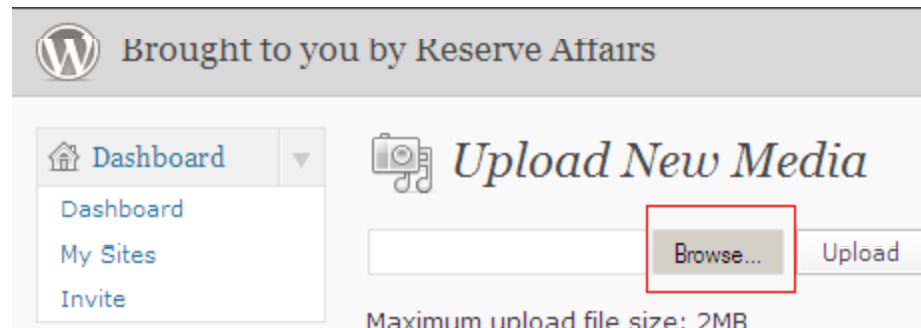 Brought to you by Reserve Affairs
Dashboard
Upload New Media
Dashboard
My Sites
Browse...
Upload
Invite
Maximum upload file size: 2MB